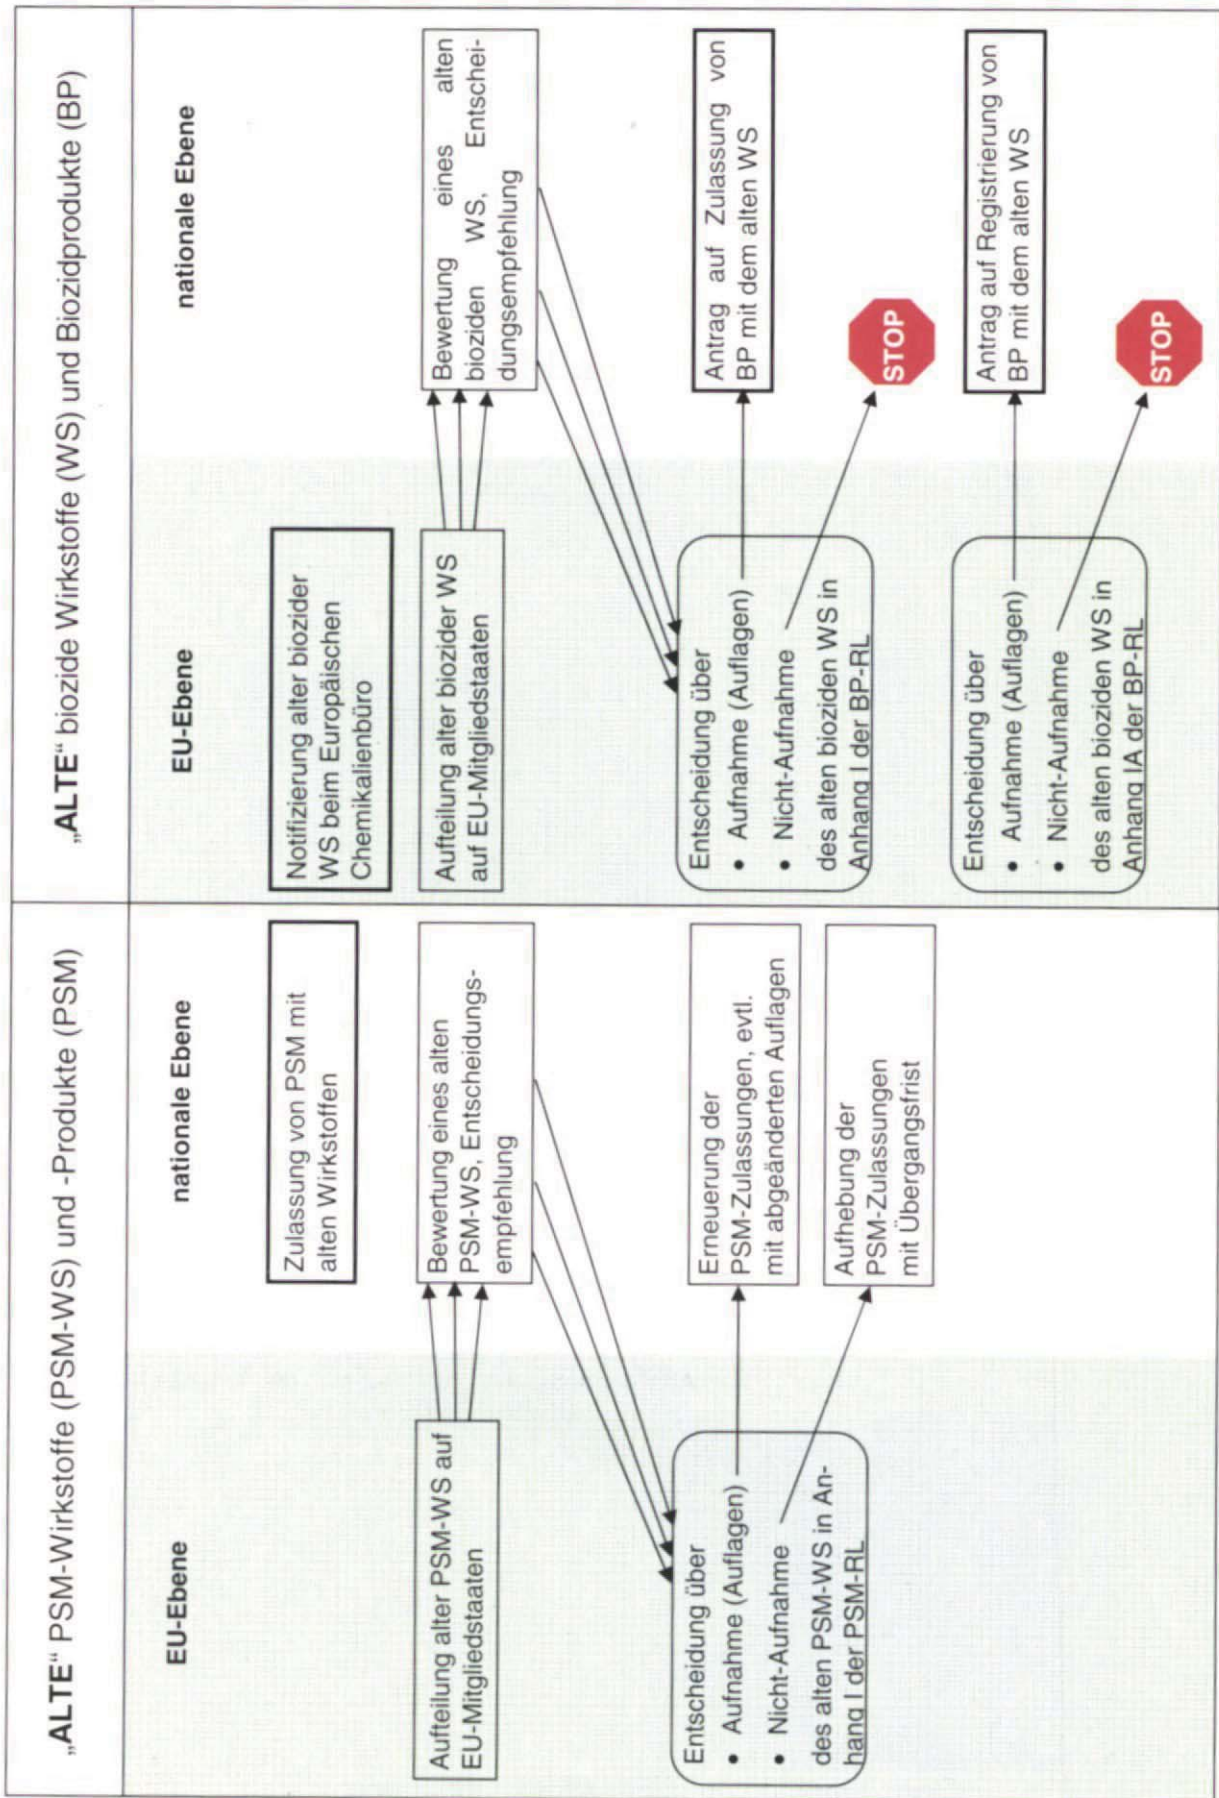 „ALTE“ PSM-Wirkstoffe (PSM-WS) und -Produkte (PSM)
EU-Ebene
nationale Ebene
Zulassung von PSM mit
alten Wirkstoffen
Aufteilung alter PSM-WS auf
EU-Mitgliedstaaten
Bewertung eines alten
PSM-WS, Entscheidungs-
empfehlung
Entscheidung über
• Aufnahme (Auflagen)
• Nicht-Aufnahme
des alten PSM-WS in An-
hang I der PSM-RL
Erneuerung der
PSM-Zulassungen, evtl.
mit abgeänderten Auflagen
Aufhebung der
PSM-Zulassungen
mit Übergangsfrist
„ALTE“ biozide Wirkstoffe (WS) und Biozidprodukte (BP)
EU-Ebene
nationale Ebene
Notifizierung alter biozider
WS beim Europäischen
Chemikalienbüro
Aufteilung alter biozider WS
auf EU-Mitgliedstaaten
Bewertung eines alten
bioziden WS, Entschei-
dungsempfehlung
Entscheidung über
• Aufnahme (Auflagen)
• Nicht-Aufnahme
des alten bioziden WS in
Anhang I der BP-RL
Antrag auf Zulassung von
BP mit dem alten WS
STOP
Entscheidung über
• Aufnahme (Auflagen)
• Nicht-Aufnahme
des alten bioziden WS in
Anhang IA der BP-RL
Antrag auf Registrierung von
BP mit dem alten WS
STOP